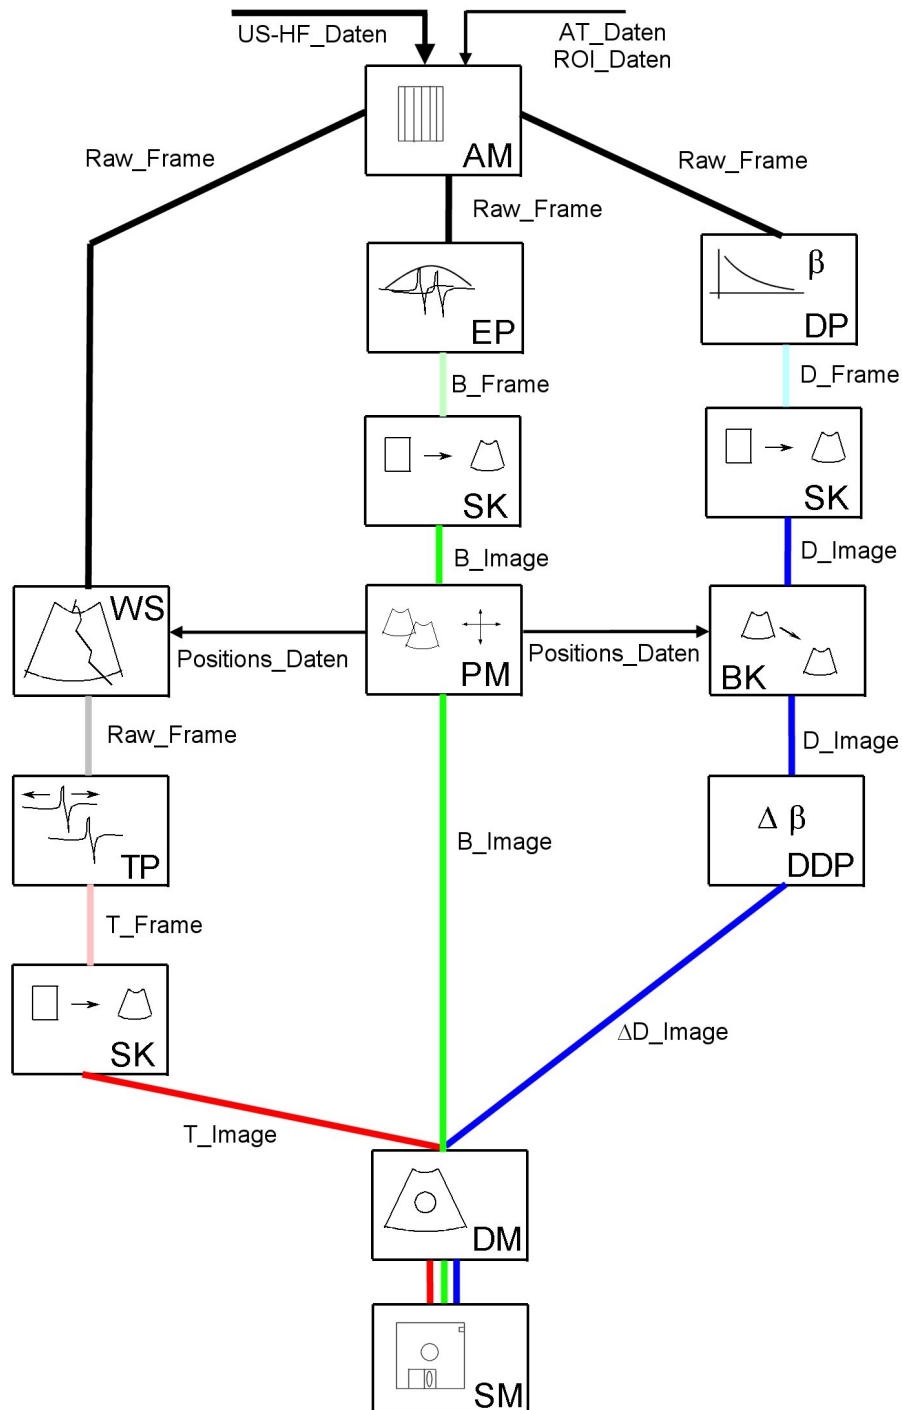 US-HF_Daten
AT_Daten
ROI_Daten
AM
Raw_Frame
Raw_Frame
Raw_Frame
EP
β
DP
B_Frame
D_Frame
SK
SK
B_Image
D_Image
WS
PM
BK
Positions_Daten
Positions_Daten
Raw_Frame
D_Image
TP
B_Image
Δ β
DDP
T_Frame
SK
ΔD_Image
T_Image
DM
SM